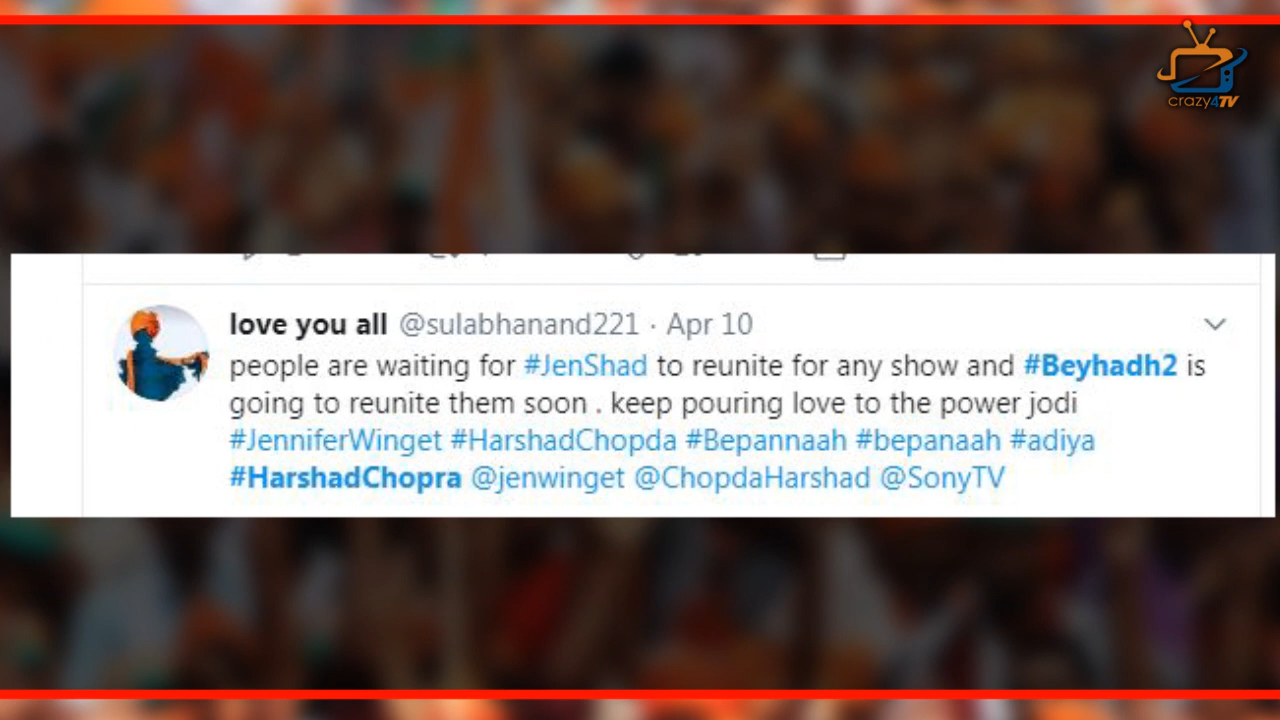 crazy4TV
love you all @sulabhanand221 · Apr 10
people are waiting for #JenShad to reunite for any show and #Beyhadh2 is
going to reunite them soon . keep pouring love to the power jodi
#JenniferWinget #HarshadChopda #Bepannaah #bepanaah #adiya
#HarshadChopra @jenwinget @ChopdaHarshad @SonyTV